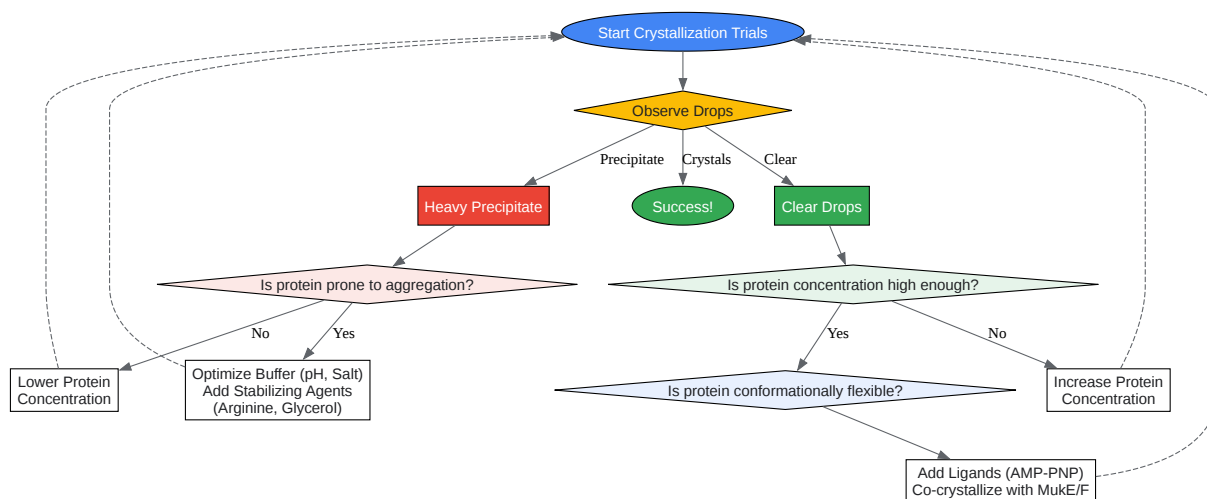 Start Crystallization Trials
Observe Drops
Precipitate
Crystals
Clear
Heavy Precipitate
Success!
Clear Drops
Is protein prone to aggregation?
Is protein concentration high enough?
No
Yes
Yes
No
Lower Protein
Concentration
Optimize Buffer (pH, Salt)
Add Stabilizing Agents
(Arginine, Glycerol)
Is protein conformationally flexible?
Increase Protein
Concentration
Add Ligands (AMP-PNP)
Co-crystallize with MukE/F